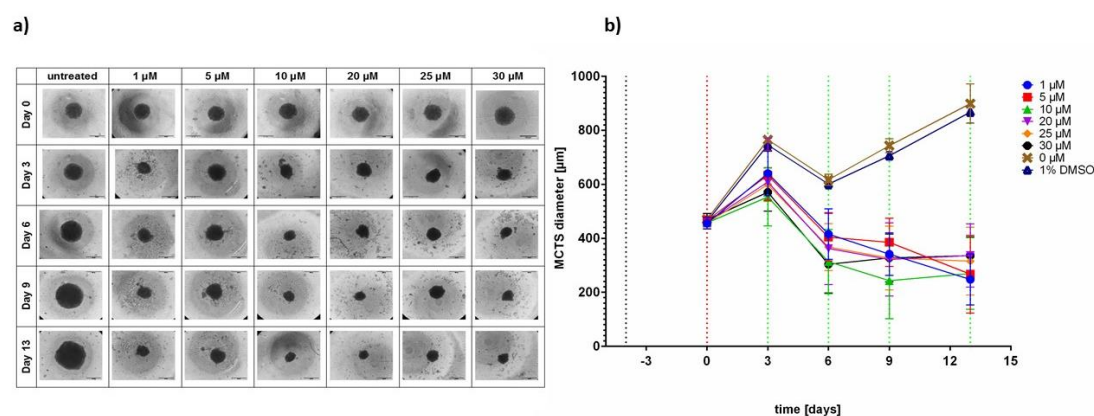 a)
untreated 1 µM 5 µM 10 µM 20 µM 25 µM 30 µM
Day 0
Day 3
Day 6
Day 9
Day 13
b)
MCTS diameter [µm]
1000
800
600
400
200
0
-3 0 3 6 9 12 15
time [days]
1 µM
5 µM
10 µM
20 µM
25 µM
30 µM
0 µM
1% DMSO